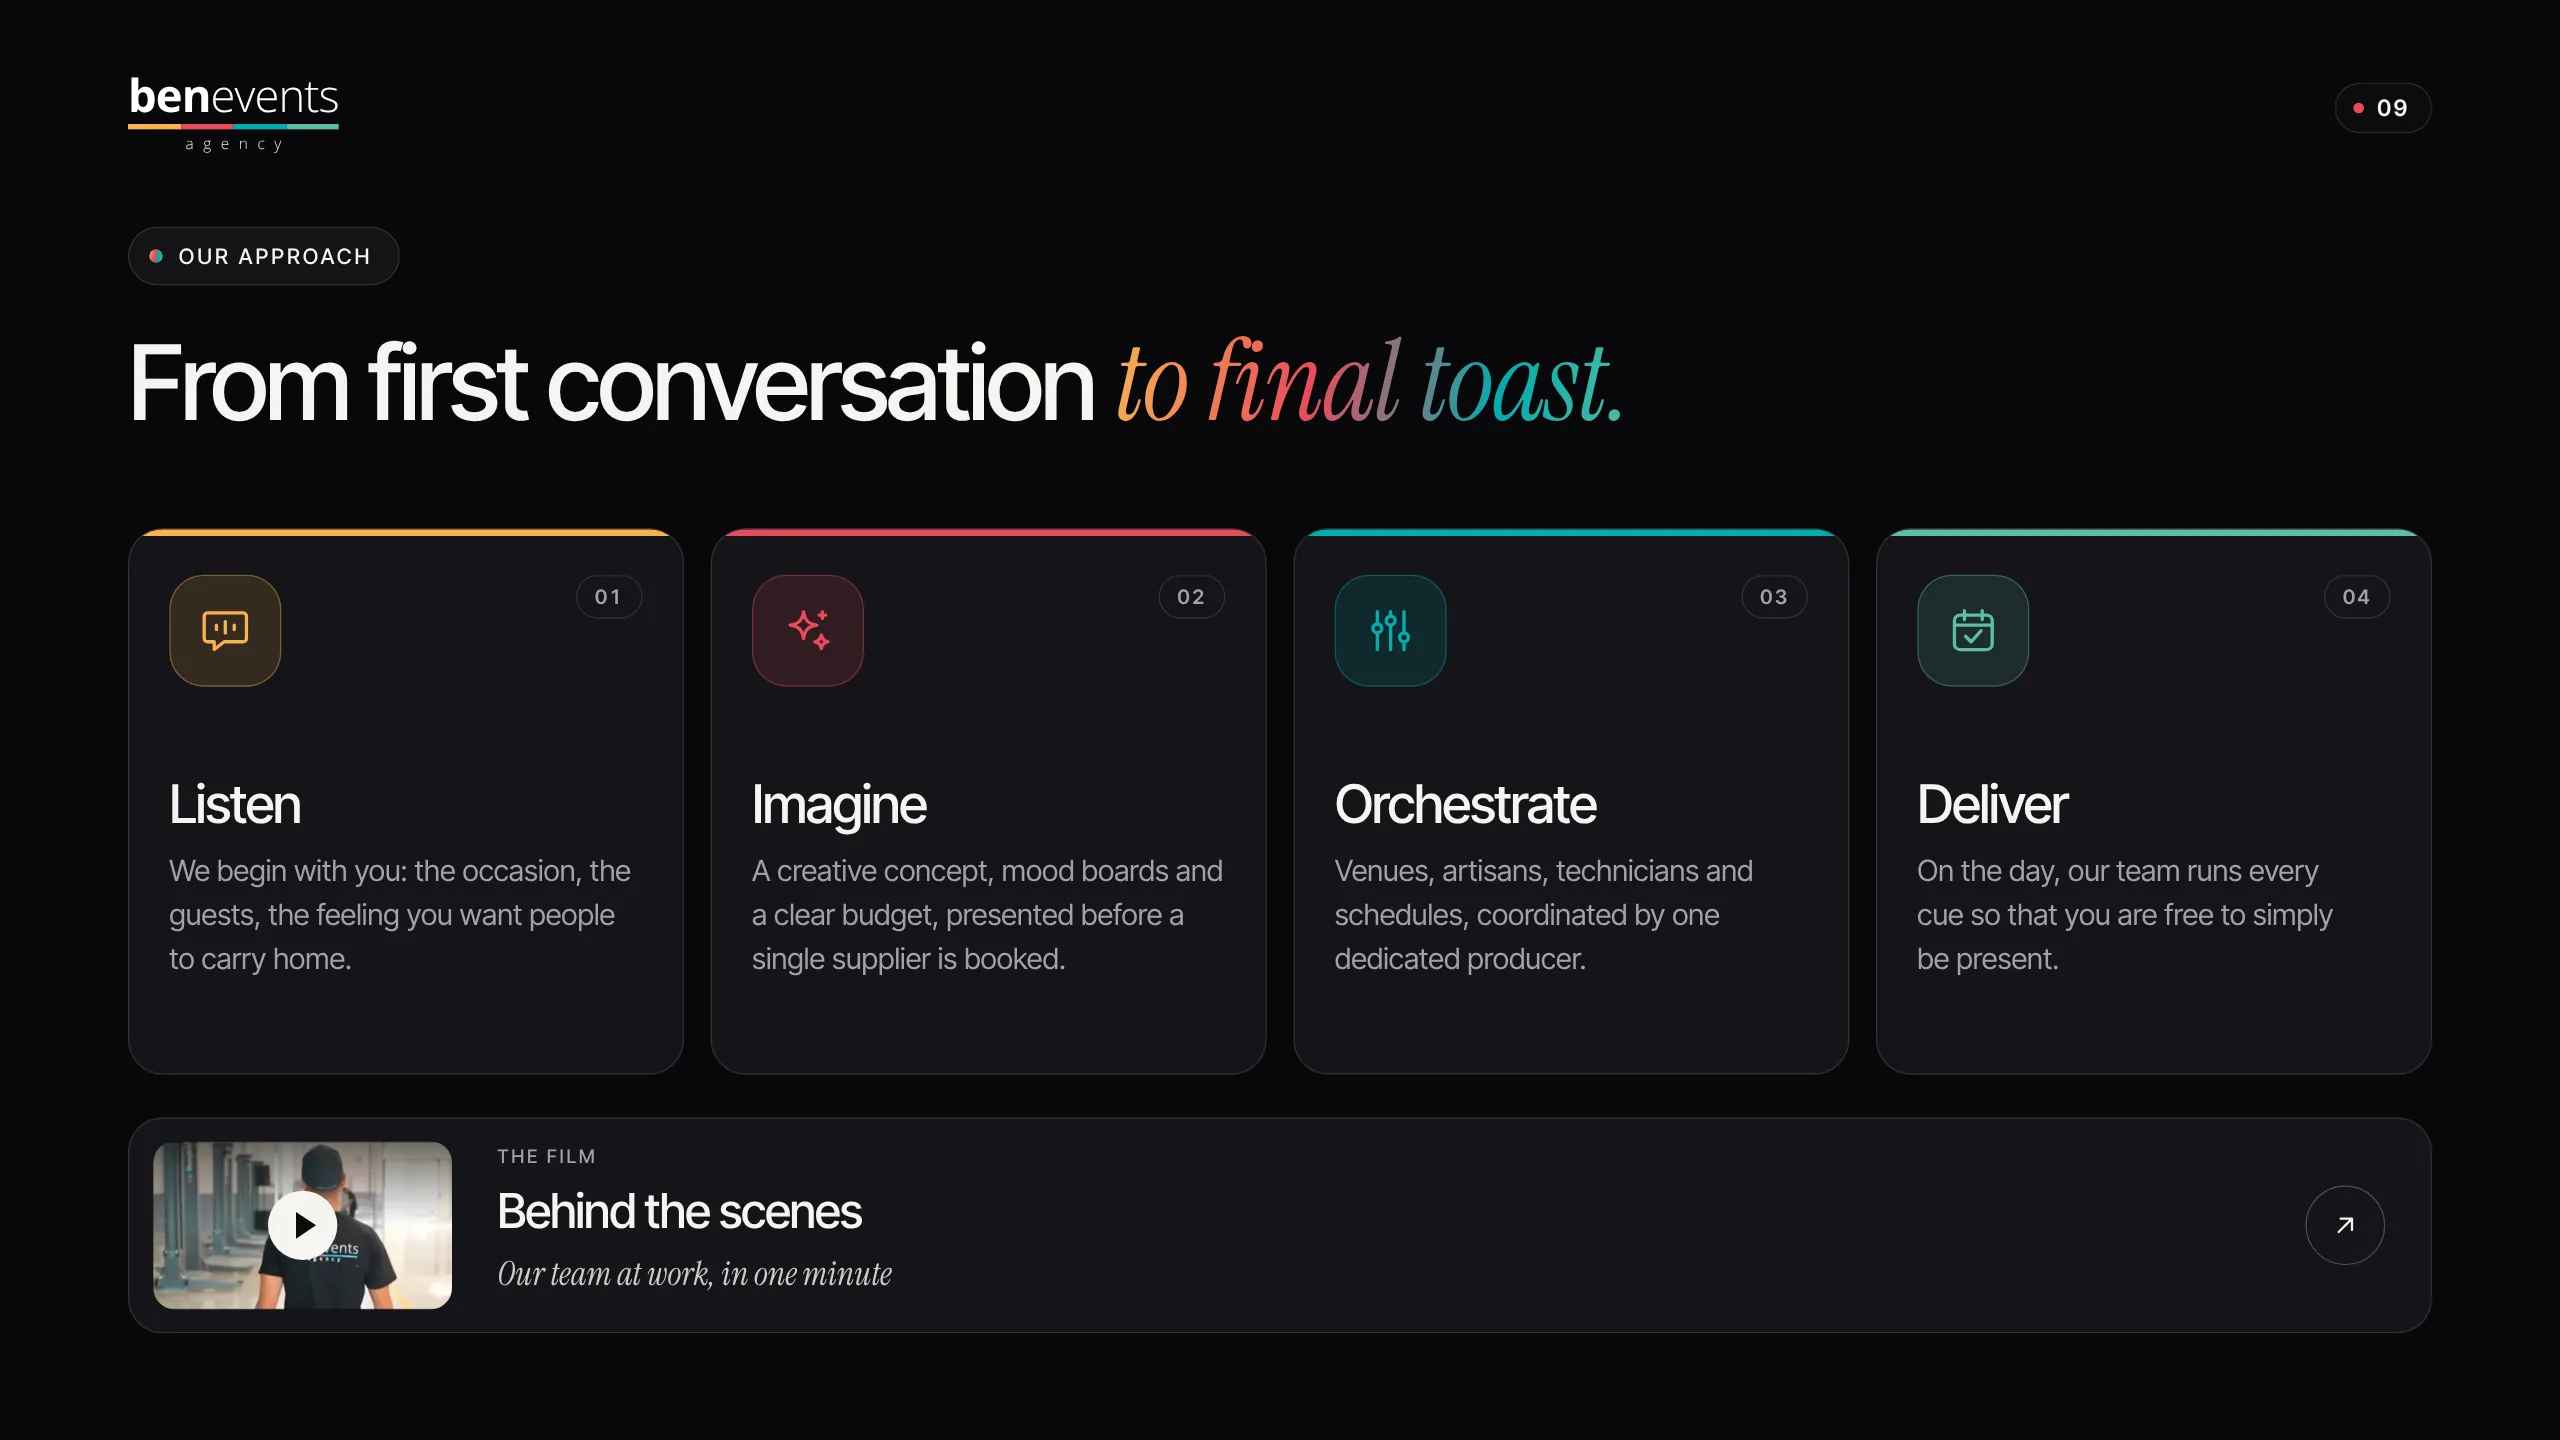 benevents
agency
09
OUR APPROACH
From first conversation to final toast.
01
Listen
We begin with you: the occasion, the
guests, the feeling you want people
to carry home.
02
Imagine
A creative concept, mood boards and
a clear budget, presented before a
single supplier is booked.
03
Orchestrate
Venues, artisans, technicians and
schedules, coordinated by one
dedicated producer.
04
Deliver
On the day, our team runs every
cue so that you are free to simply
be present.
THE FILM
Behind the scenes
Our team at work, in one minute